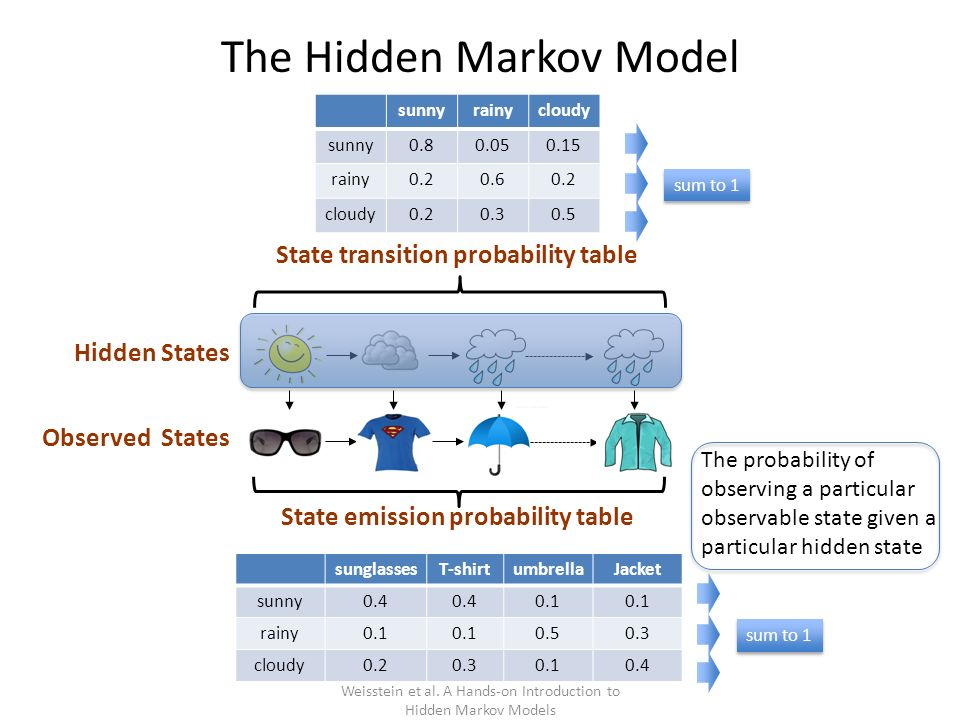 The Hidden Markov Model
sunny rainy cloudy
sunny 0.8 0.05 0.15
rainy 0.2 0.6 0.2
cloudy 0.2 0.3 0.5
sum to 1
State transition probability table
Hidden States
Observed States
The probability of
observing a particular
observable state given a
particular hidden state
State emission probability table
sunglasses T-shirt umbrella Jacket
sunny 0.4 0.4 0.1 0.1
rainy 0.1 0.1 0.5 0.3
cloudy 0.2 0.3 0.1 0.4
sum to 1
Weisstein et al. A Hands-on Introduction to
Hidden Markov Models